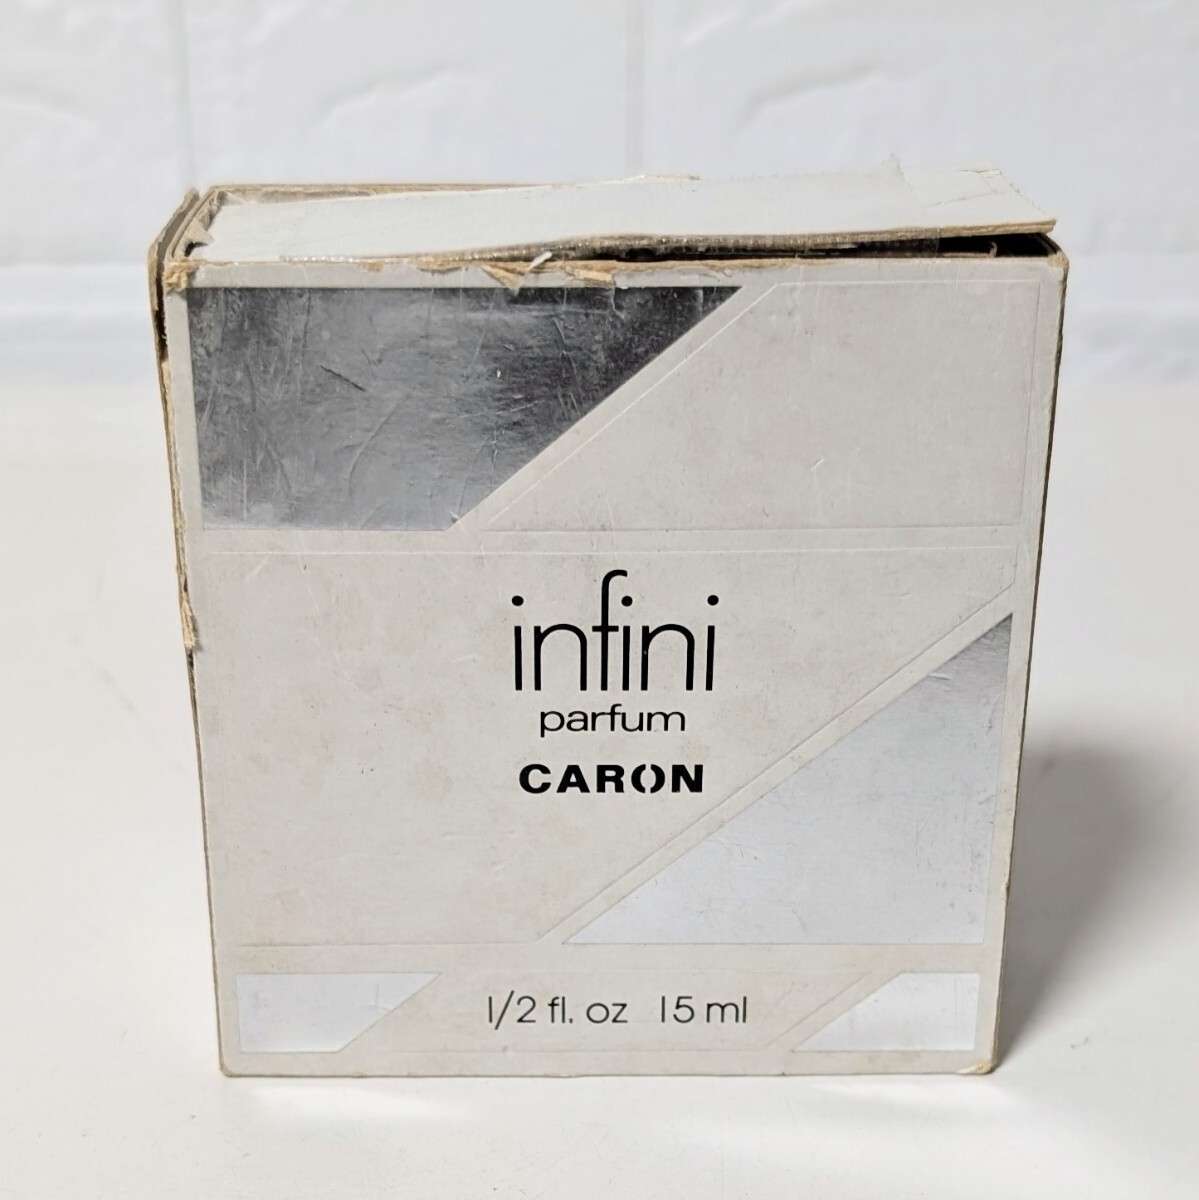 infini
parfum
CARON
1/2 fl. oz 15 ml